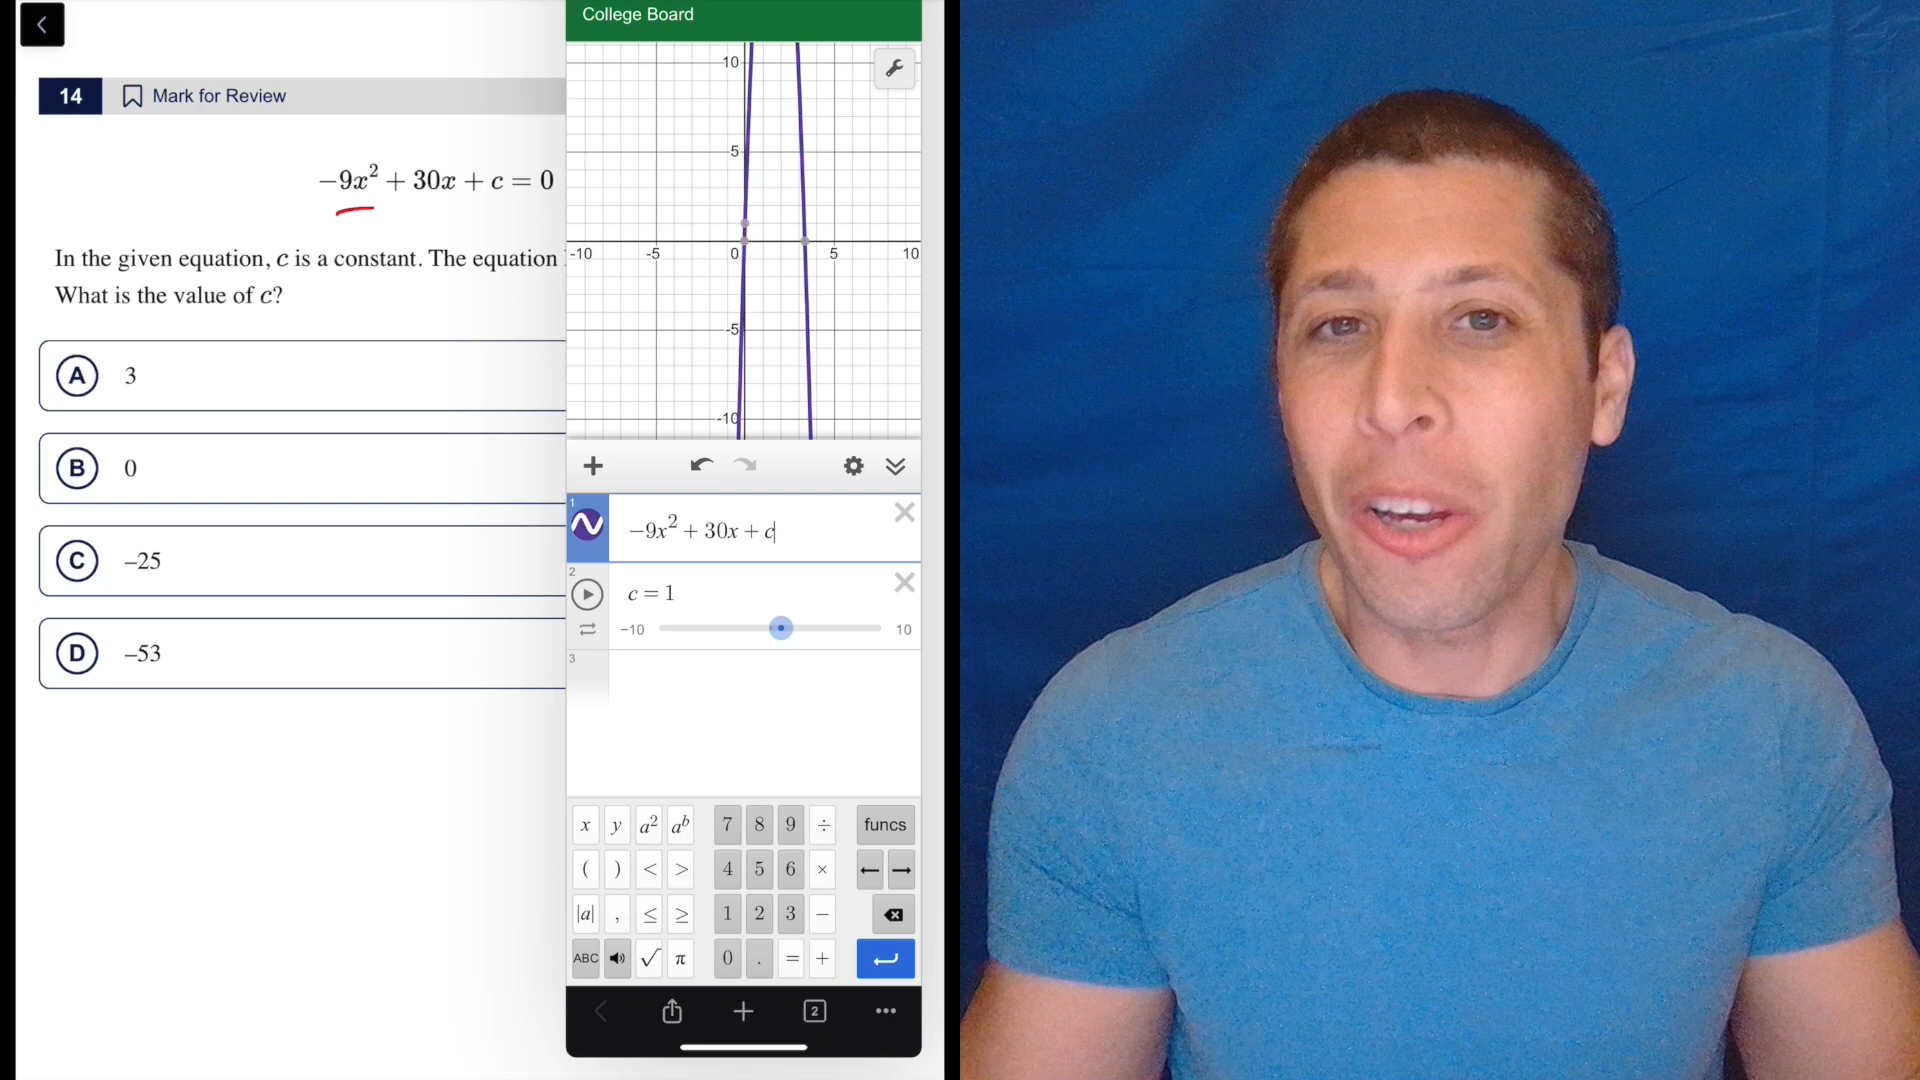 College Board
14 Mark for Review
−9x² + 30x + c = 0
In the given equation, c is a constant. The equation
What is the value of c?
A 3
B 0
C –25
D –53
10
5
-10 -5 0 5 10
-5
-10
1
−9x² + 30x + c
2
c = 1
−10 10
3
x y a² aᵇ 7 8 9 ÷ funcs
( ) < > 4 5 6 × ← →
|a| , ≤ ≥ 1 2 3 −
ABC √ π 0 . = +
2